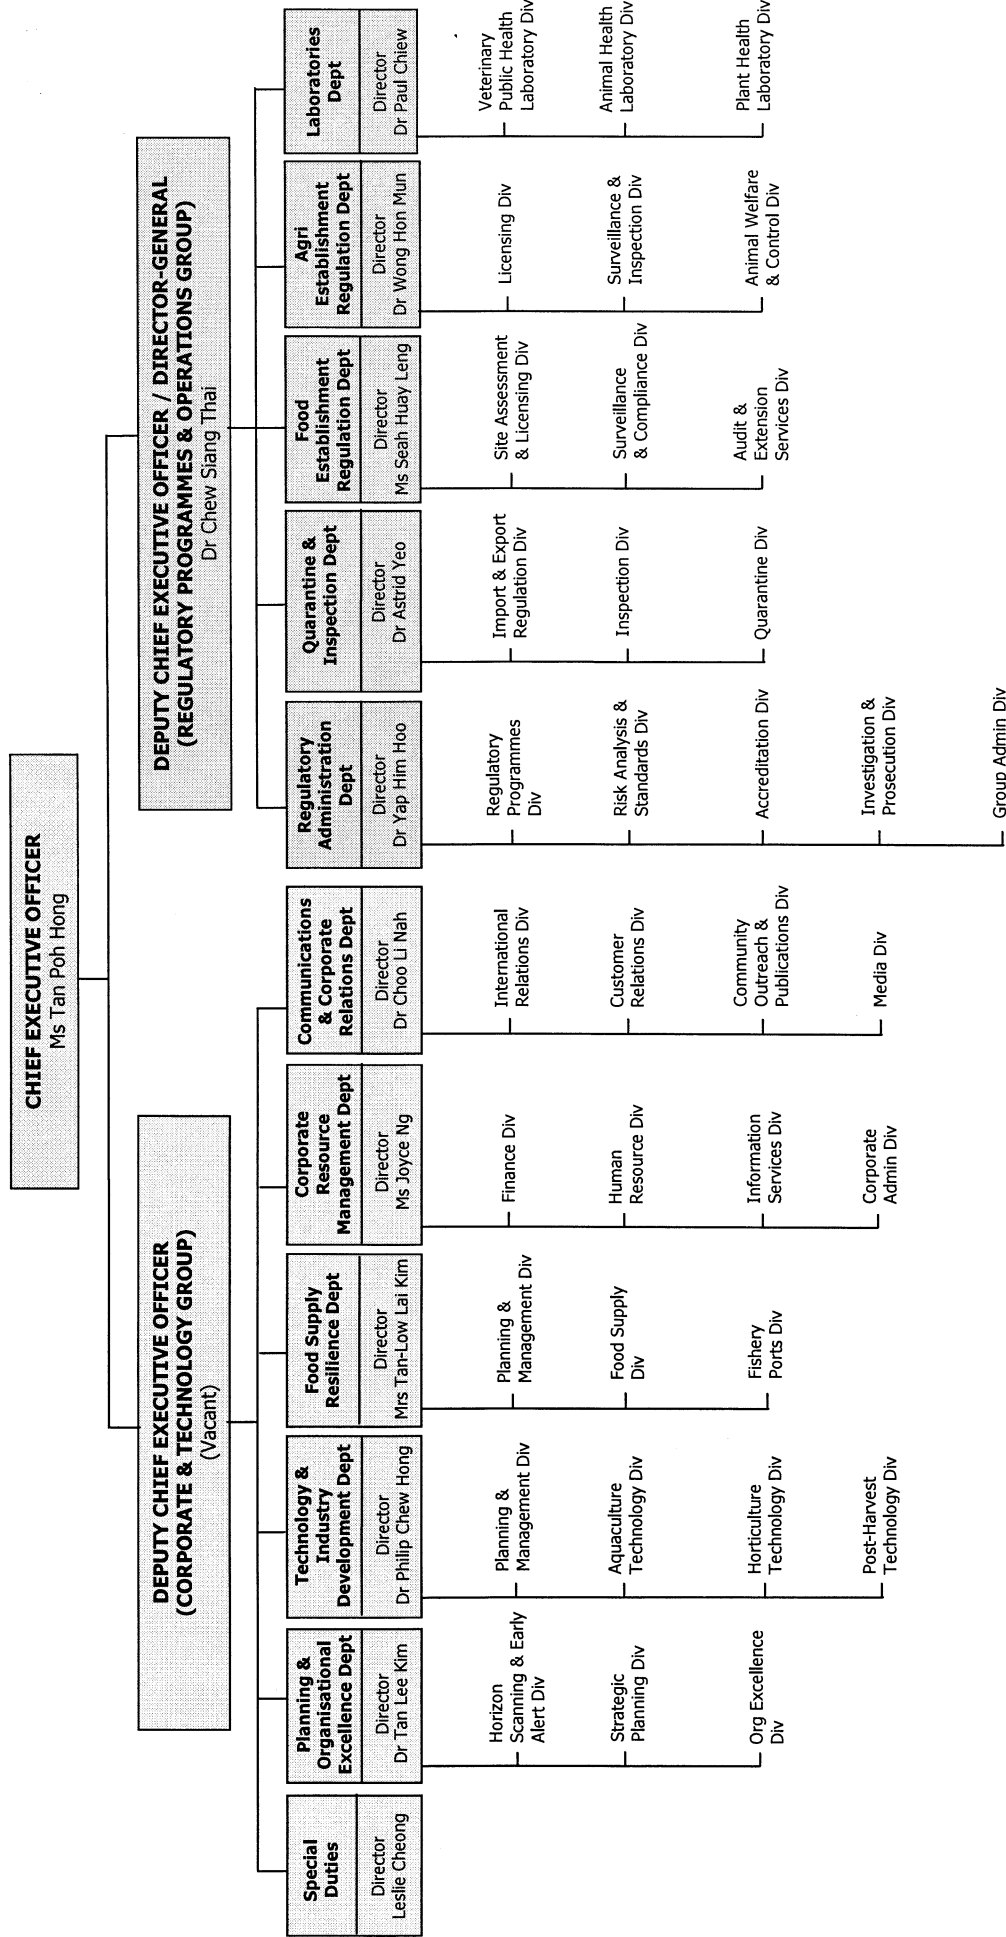 CHIEF EXECUTIVE OFFICER
Ms Tan Poh Hong
DEPUTY CHIEF EXECUTIVE OFFICER
(CORPORATE & TECHNOLOGY GROUP)
(Vacant)
DEPUTY CHIEF EXECUTIVE OFFICER / DIRECTOR-GENERAL
(REGULATORY PROGRAMMES & OPERATIONS GROUP)
Dr Chew Siang Thai
Special
Duties
Director
Leslie Cheong
Planning &
Organisational
Excellence Dept
Director
Dr Tan Lee Kim
Horizon
Scanning & Early
Alert Div
Strategic
Planning Div
Org Excellence
Div
Technology &
Industry
Development Dept
Director
Dr Philip Chew Hong
Planning &
Management Div
Aquaculture
Technology Div
Horticulture
Technology Div
Post-Harvest
Technology Div
Food Supply
Resilience Dept
Director
Mrs Tan-Low Lai Kim
Planning &
Management Div
Food Supply
Div
Fishery
Ports Div
Corporate
Resource
Management Dept
Director
Ms Joyce Ng
Finance Div
Human
Resource Div
Information
Services Div
Corporate
Admin Div
Communications
& Corporate
Relations Dept
Director
Dr Choo Li Nah
International
Relations Div
Customer
Relations Div
Community
Outreach &
Publications Div
Media Div
Regulatory
Administration
Dept
Director
Dr Yap Him Hoo
Regulatory
Programmes
Div
Risk Analysis &
Standards Div
Accreditation Div
Investigation &
Prosecution Div
Group Admin Div
Quarantine &
Inspection Dept
Director
Dr Astrid Yeo
Import & Export
Regulation Div
Inspection Div
Quarantine Div
Food
Establishment
Regulation Dept
Director
Ms Seah Huay Leng
Site Assessment
& Licensing Div
Surveillance
& Compliance Div
Audit &
Extension
Services Div
Agri
Establishment
Regulation Dept
Director
Dr Wong Hon Mun
Licensing Div
Surveillance &
Inspection Div
Animal Welfare
& Control Div
Laboratories
Dept
Director
Dr Paul Chiew
Veterinary
Public Health
Laboratory Div
Animal Health
Laboratory Div
Plant Health
Laboratory Div